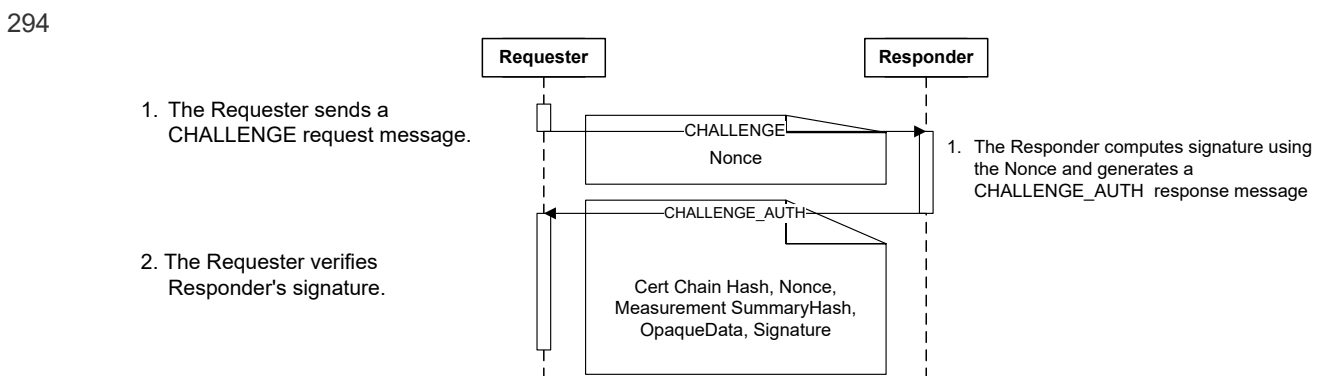 294
Requester
Responder
1. The Requester sends a
CHALLENGE request message.
CHALLENGE
Nonce
1. The Responder computes signature using
the Nonce and generates a
CHALLENGE_AUTH response message
CHALLENGE_AUTH
2. The Requester verifies
Responder's signature.
Cert Chain Hash, Nonce,
Measurement SummaryHash,
OpaqueData, Signature